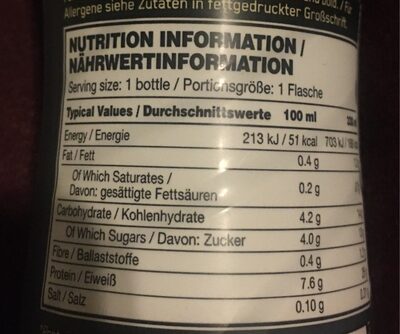 Allergene siehe Zutaten in fettgedruckter Großschrift.
NUTRITION INFORMATION /
NÄHRWERTINFORMATION
Serving size: 1 bottle / Portionsgröße: 1 Flasche
Typical Values / Durchschnittswerte 100 ml
Energy / Energie 213 kJ / 51 kcal 703 kJ /
Fat / Fett 0.4 g
Of Which Saturates /
Davon: gesättigte Fettsäuren 0.2 g
Carbohydrate / Kohlenhydrate 4.2 g
Of Which Sugars / Davon: Zucker 4.0 g
Fibre / Ballaststoffe 0.4 g
Protein / Eiweiß 7.6 g
Salt / Salz 0.10 g